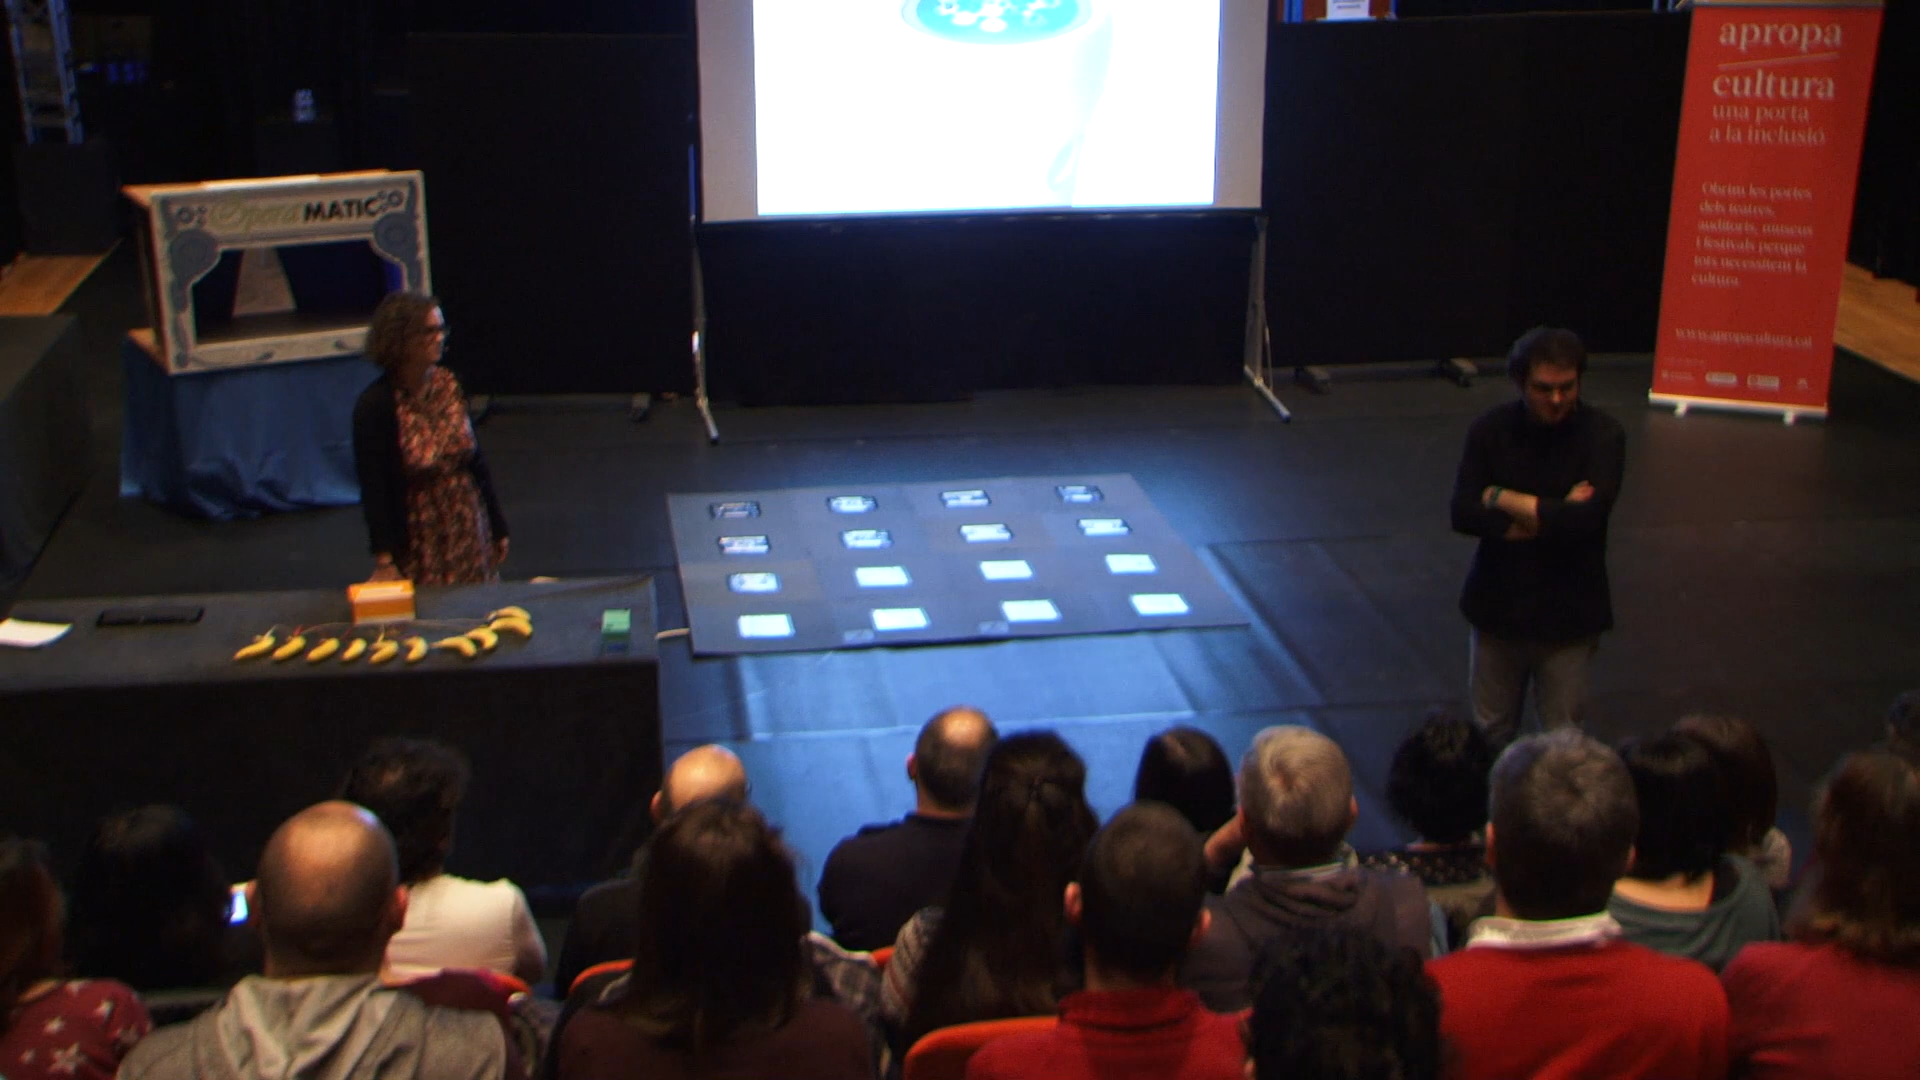 Opera MATIC
apropa
cultura
una porta
a la inclusió
Obrim les portes
dels teatres,
auditoris, museus
i festivals perquè
tots necessitem la
cultura.
www.apropacultura.cat